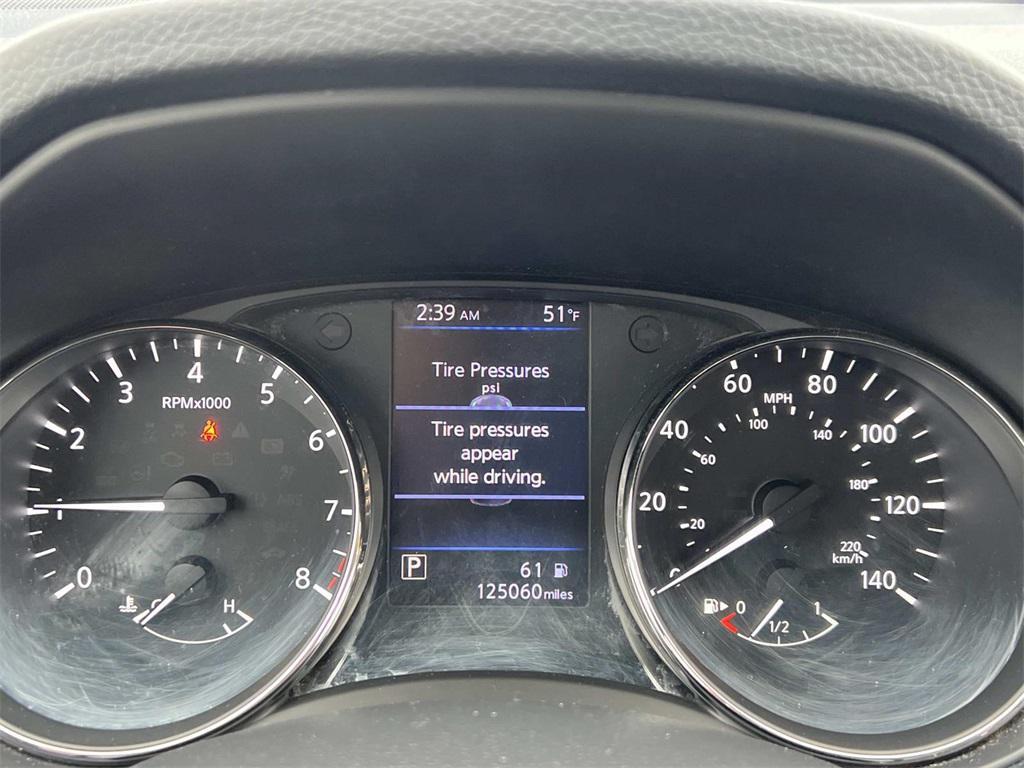 2:39 AM 51°F
Tire Pressures
psi
Tire pressures
appear
while driving.
P 61
125060 miles
0 1 2 3 4 5 6 7 8
RPMx1000
H
20 40 60 80 100 120 140
MPH
20 60 100 140 180 220
km/h
0 1/2 1